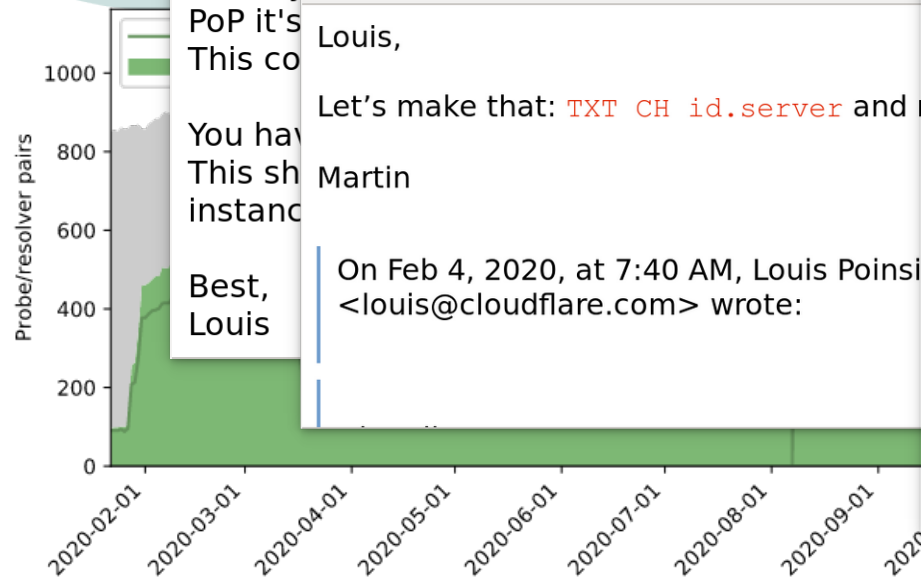 PoP it's
This co
You hav
This sh
instanc
Best,
Louis
Louis,
Let’s make that: TXT CH id.server and
Martin
On Feb 4, 2020, at 7:40 AM, Louis Poinsi
<louis@cloudflare.com> wrote:
Probe/resolver pairs
1000
800
600
400
200
0
2020-02-01
2020-03-01
2020-04-01
2020-05-01
2020-06-01
2020-07-01
2020-08-01
2020-09-01